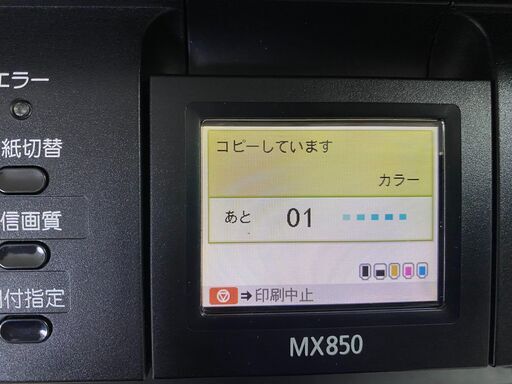 エラー
紙切替
信画質
付指定
コピーしています
カラー
あと 01
➔印刷中止
MX850